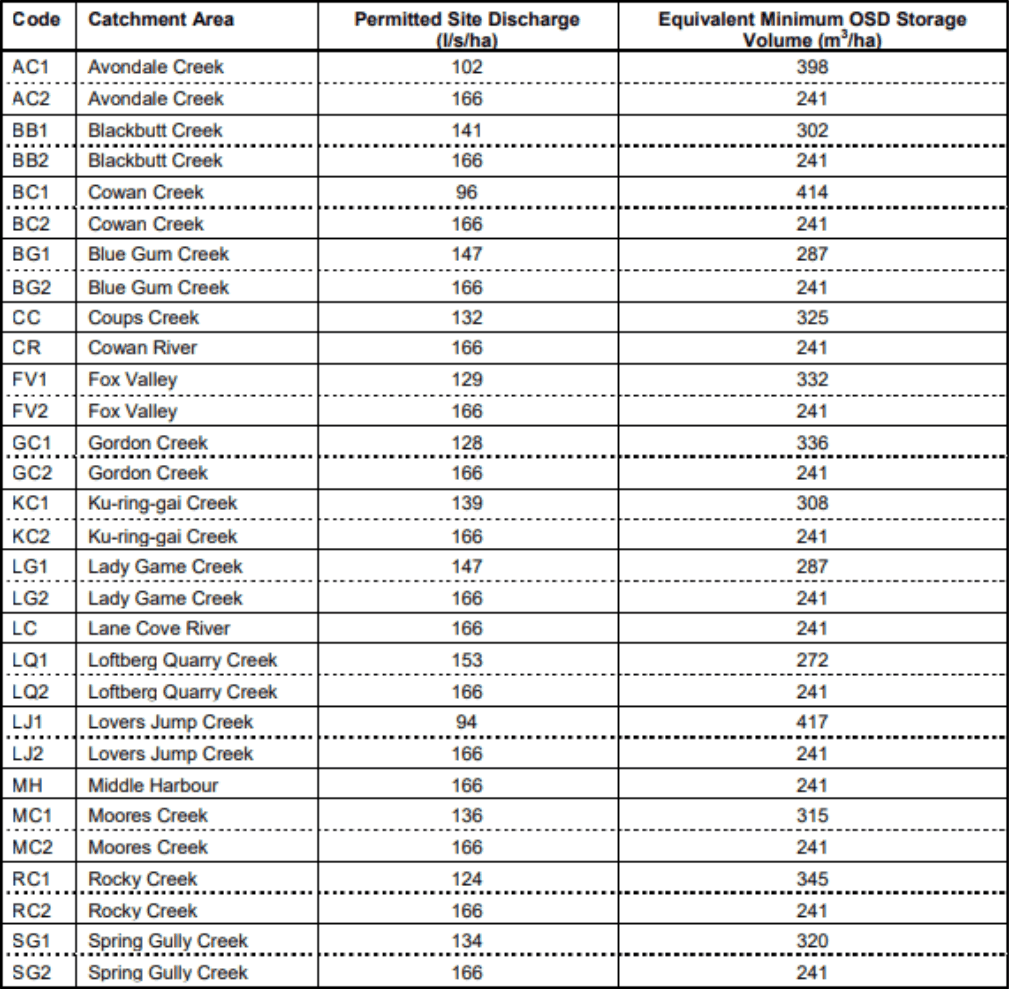 Code Catchment Area Permitted Site Discharge Equivalent Minimum OSD Storage
(l/s/ha) Volume (m³/ha)
AC1 Avondale Creek 102 398
AC2 Avondale Creek 166 241
BB1 Blackbutt Creek 141 302
BB2 Blackbutt Creek 166 241
BC1 Cowan Creek 96 414
BC2 Cowan Creek 166 241
BG1 Blue Gum Creek 147 287
BG2 Blue Gum Creek 166 241
CC Coups Creek 132 325
CR Cowan River 166 241
FV1 Fox Valley 129 332
FV2 Fox Valley 166 241
GC1 Gordon Creek 128 336
GC2 Gordon Creek 166 241
KC1 Ku-ring-gai Creek 139 308
KC2 Ku-ring-gai Creek 166 241
LG1 Lady Game Creek 147 287
LG2 Lady Game Creek 166 241
LC Lane Cove River 166 241
LQ1 Loftberg Quarry Creek 153 272
LQ2 Loftberg Quarry Creek 166 241
LJ1 Lovers Jump Creek 94 417
LJ2 Lovers Jump Creek 166 241
MH Middle Harbour 166 241
MC1 Moores Creek 136 315
MC2 Moores Creek 166 241
RC1 Rocky Creek 124 345
RC2 Rocky Creek 166 241
SG1 Spring Gully Creek 134 320
SG2 Spring Gully Creek 166 241